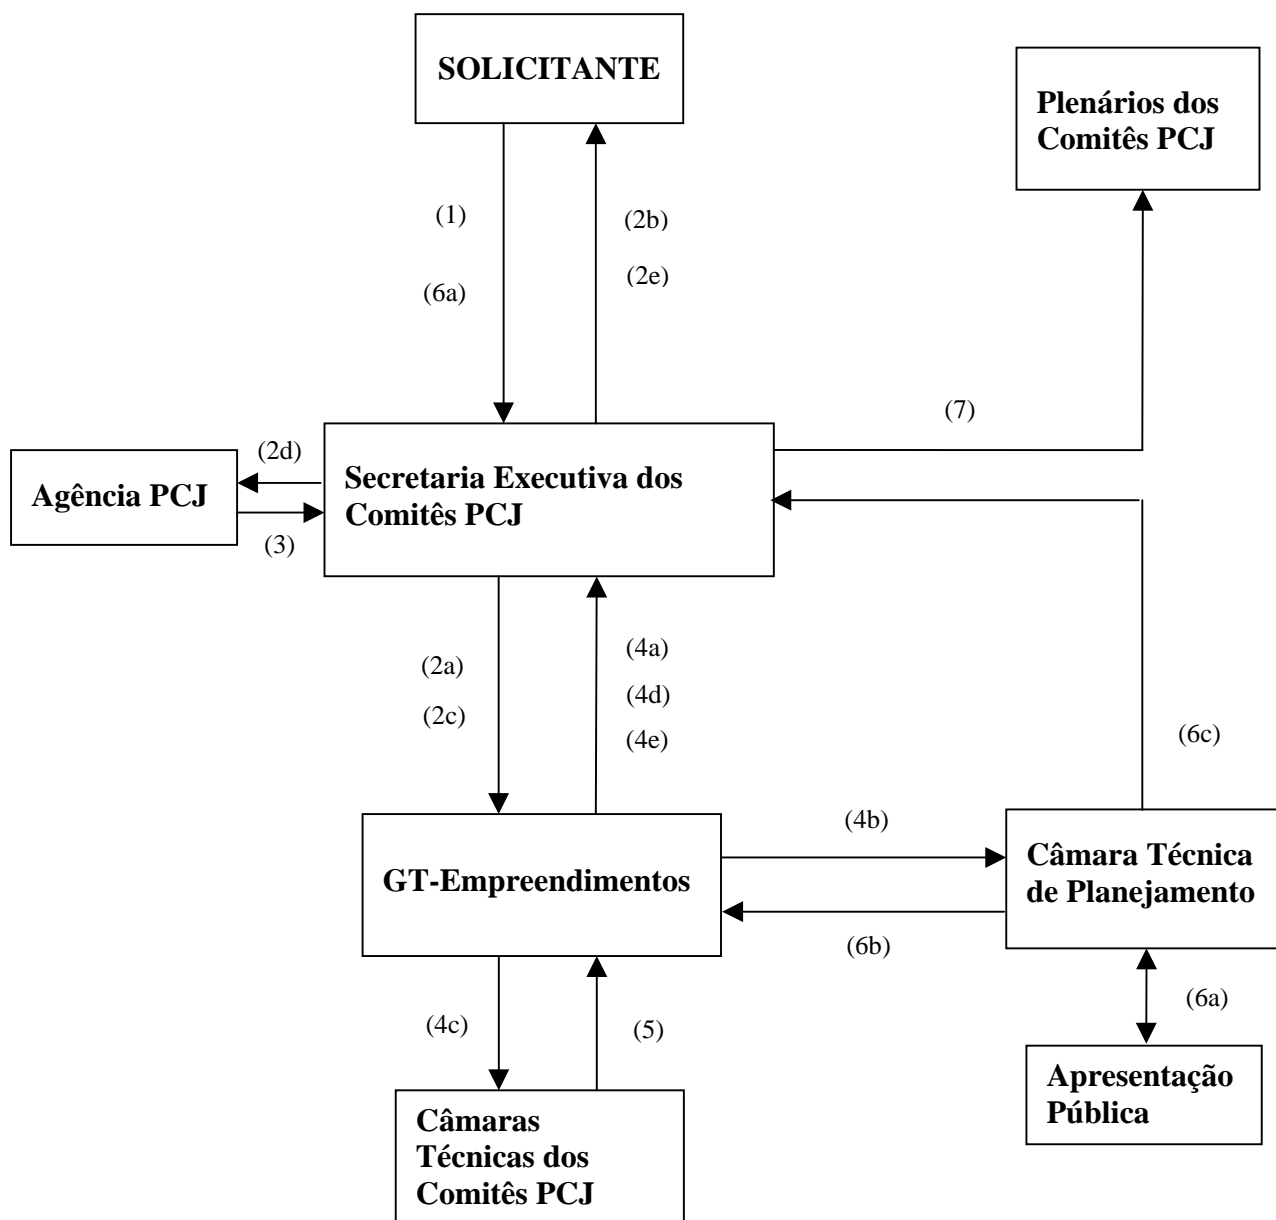 SOLICITANTE
Plenários dos
Comitês PCJ
(1)
(2b)
(6a)
(2e)
(7)
(2d)
Agência PCJ
(3)
Secretaria Executiva dos
Comitês PCJ
(2a)
(2c)
(4a)
(4d)
(4e)
(6c)
GT-Empreendimentos
(4b)
(6b)
Câmara Técnica
de Planejamento
(4c)
(5)
(6a)
Apresentação
Pública
Câmaras
Técnicas dos
Comitês PCJ